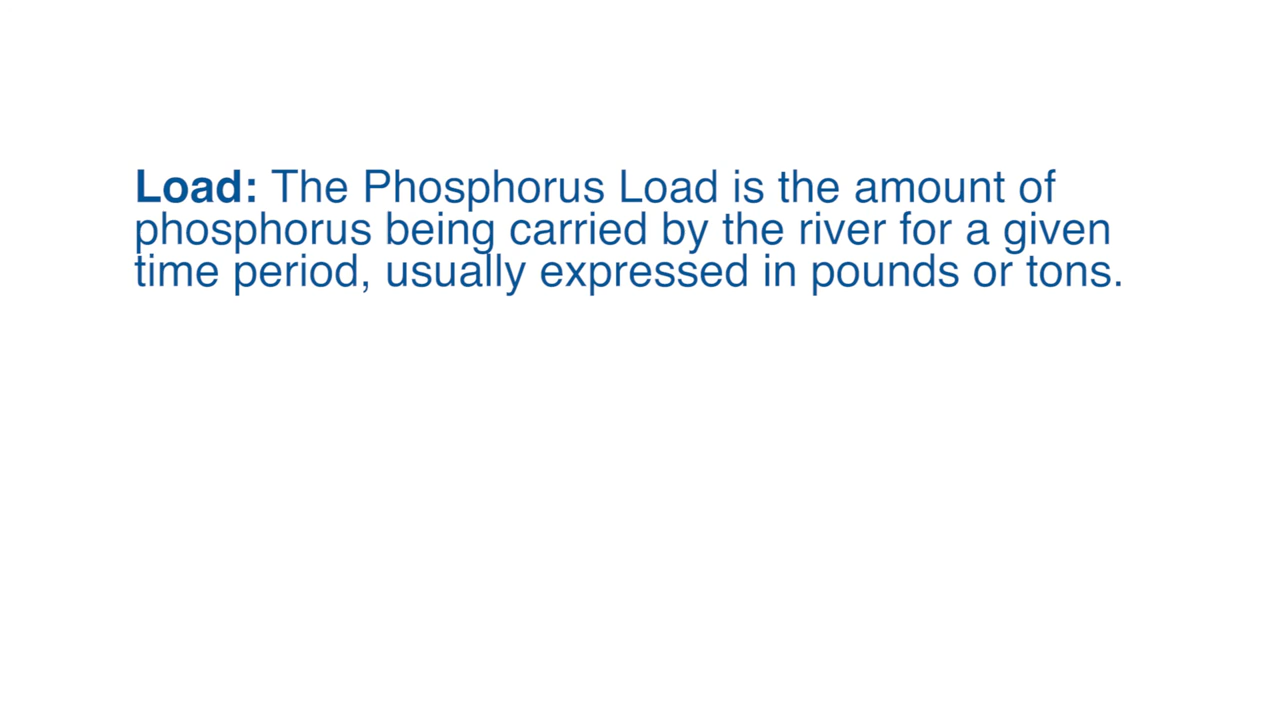 Load: The Phosphorus Load is the amount of
phosphorus being carried by the river for a given
time period, usually expressed in pounds or tons.